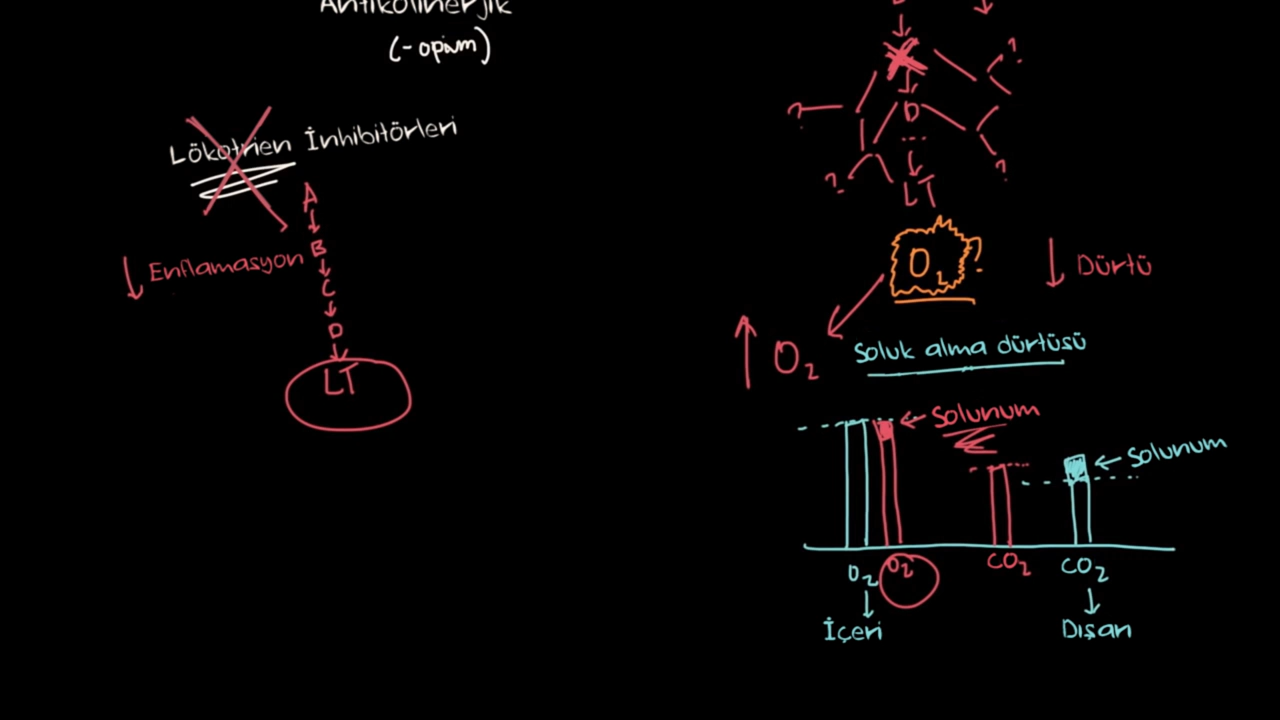 Antikolinerjik
(-opium)
Lökotrien İnhibitörleri
A
B
C
D
LT
↓ Enflamasyon
?
?
D
...
?
?
LT
O2?
↓ Dürtü
↑ O2
Soluk alma dürtüsü
← Solunum
← Solunum
O2
O2
CO2
CO2
İçeri
Dışarı